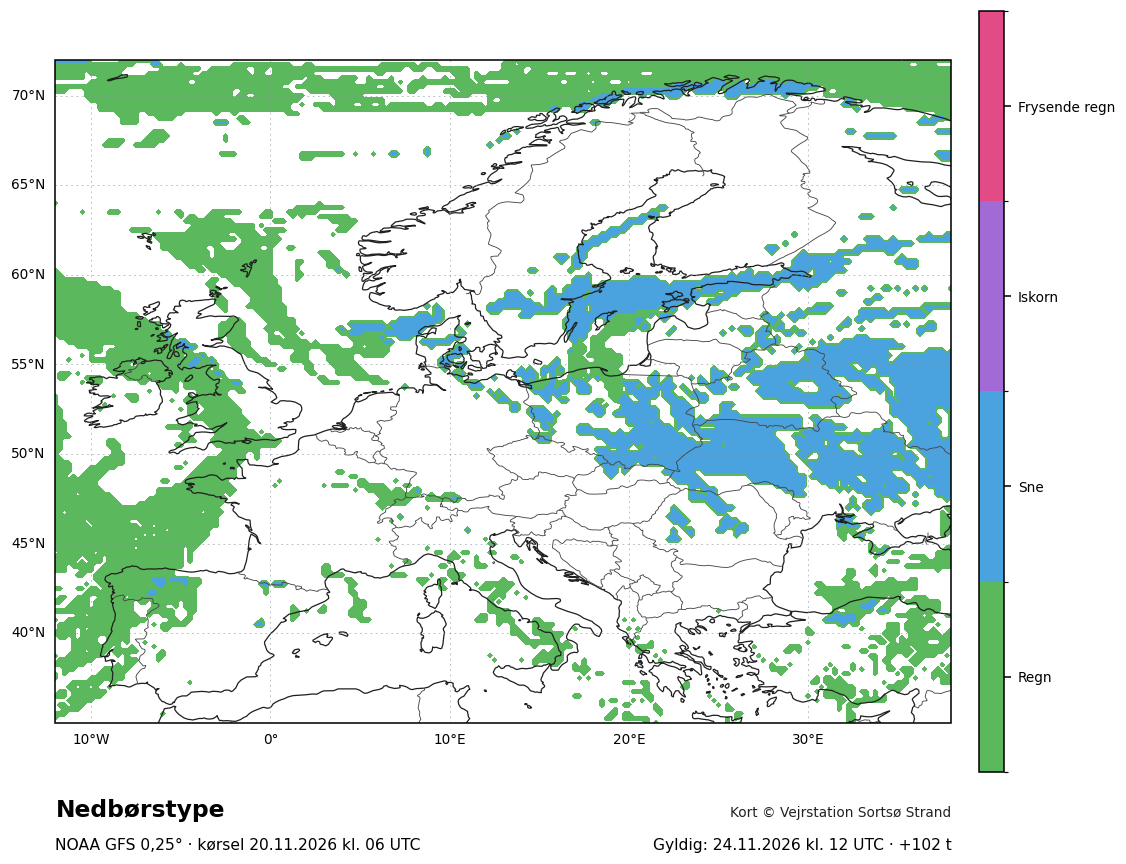 70°N
65°N
60°N
55°N
50°N
45°N
40°N
10°W
0°
10°E
20°E
30°E
Frysende regn
Iskorn
Sne
Regn
Nedbørstype
Kort © Vejrstation Sortsø Strand
NOAA GFS 0,25° · kørsel 20.11.2026 kl. 06 UTC
Gyldig: 24.11.2026 kl. 12 UTC · +102 t